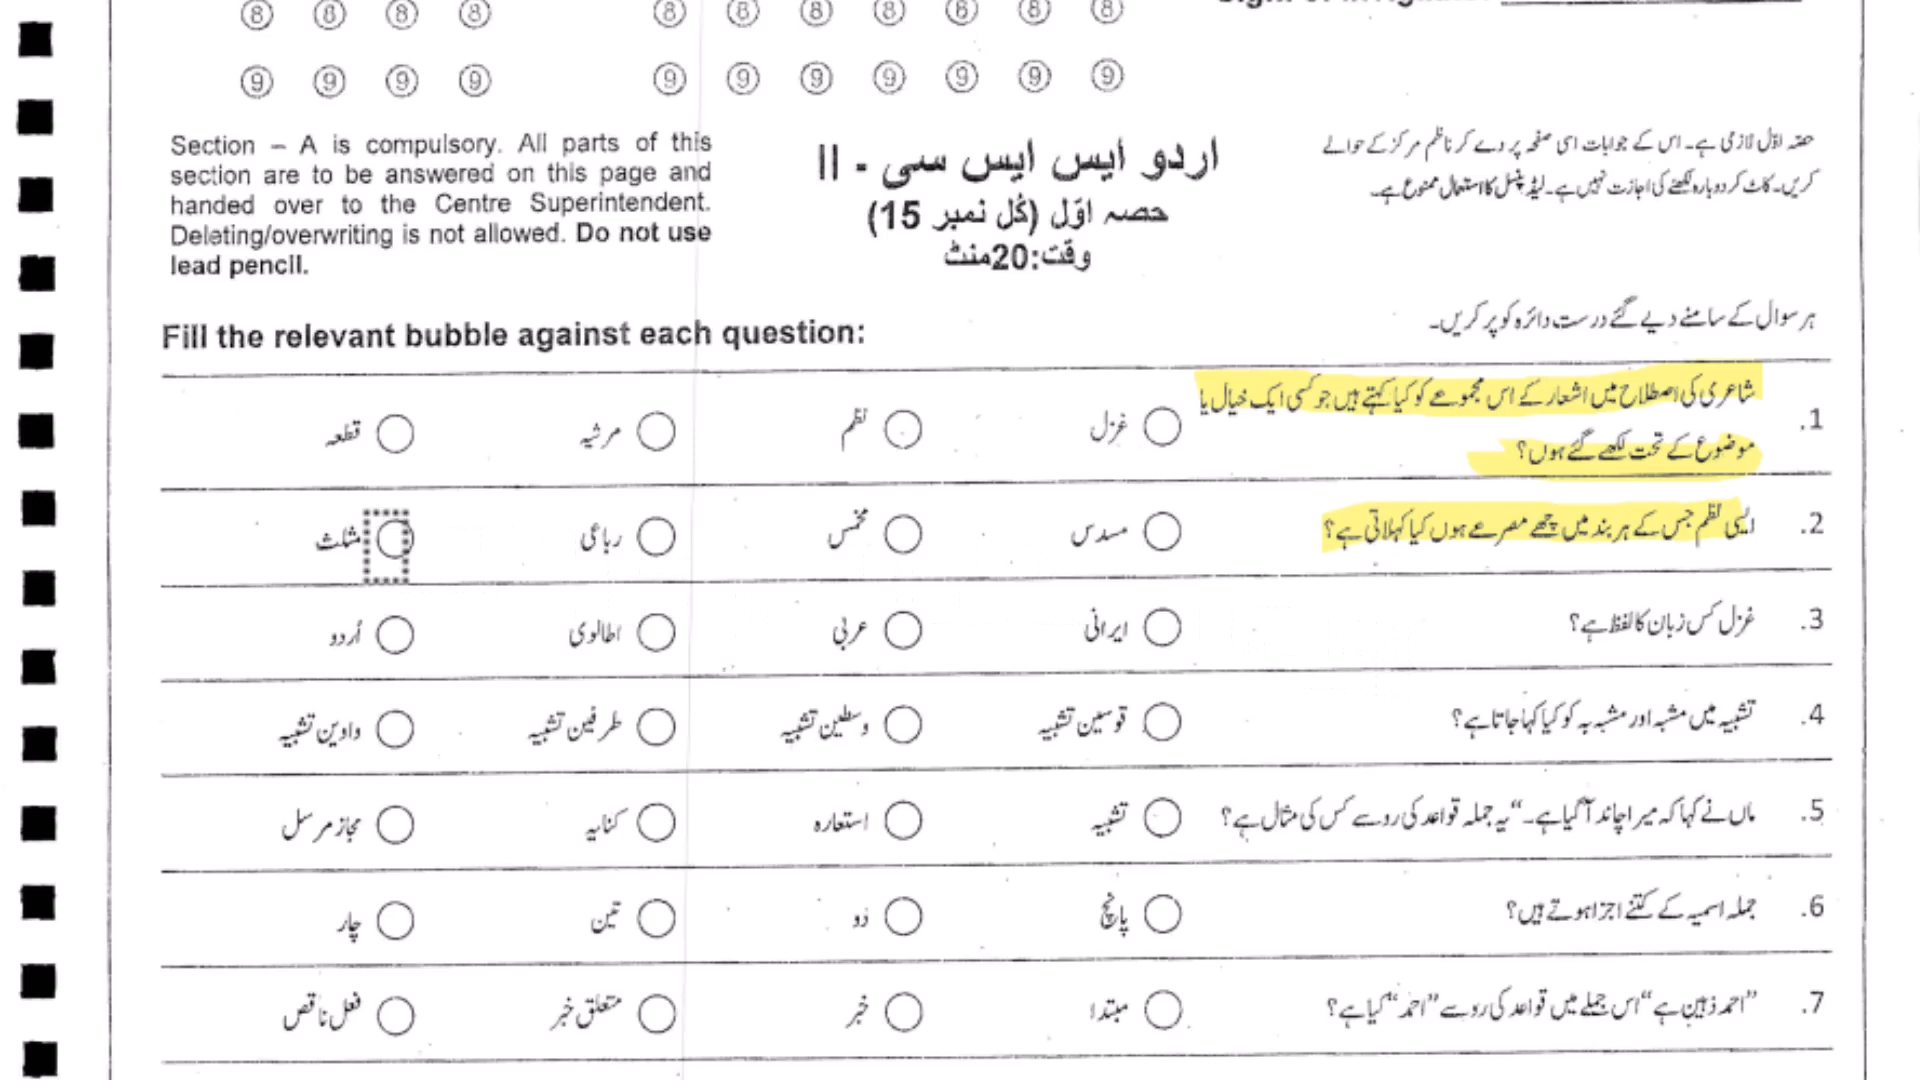 8 8 8 8 8 8 8 8 8 8 8
9 9 9 9 9 9 9 9 9 9 9
Section – A is compulsory. All parts of this
section are to be answered on this page and
handed over to the Centre Superintendent.
Deleting/overwriting is not allowed. Do not use
lead pencil.
اردو ایس ایس سی - II
حصہ اوّل (کُل نمبر 15)
وقت:20منٹ
حصّہ اوّل لازمی ہے۔ اس کے جوابات اسی صفحہ پر دے کر ناظم مرکز کے حوالے
کریں۔ کاٹ کر دوبارہ لکھنے کی اجازت نہیں ہے۔ لیڈ پنسل کا استعمال ممنوع ہے۔
Fill the relevant bubble against each question:
ہر سوال کے سامنے دیے گئے درست دائرہ کو پر کریں۔
1. شاعری کی اصطلاح میں اشعار کے اس مجموعے کو کیا کہتے ہیں جو کسی ایک خیال یا
موضوع کے تحت لکھے گئے ہوں؟
غزل نظم مرثیہ قطعہ
2. ایسی نظم جس کے ہر بند میں چھے مصرعے ہوں کیا کہلاتی ہے؟ مسدس مخمس رباعی مثلث
3. غزل کس زبان کا لفظ ہے؟ ایرانی عربی اطالوی اُردو
4. تشبیہ میں مشبہ اور مشبہ بہ کو کیا کہا جاتا ہے؟ قوسین تشبیہ وسطین تشبیہ طرفین تشبیہ واوین تشبیہ
5. ماں نے کہا کہ میرا چاند آ گیا ہے۔“ یہ جملہ قواعد کی رو سے کس کی مثال ہے؟ تشبیہ استعارہ کنایہ مجاز مرسل
6. جملہ اسمیہ کے کتنے اجزا ہوتے ہیں؟ پانچ دو تین چار
7. ”احمد ذہین ہے“ اس جملے میں قواعد کی رو سے ”احمد“ کیا ہے؟ مبتدا خبر متعلق خبر فعل ناقص